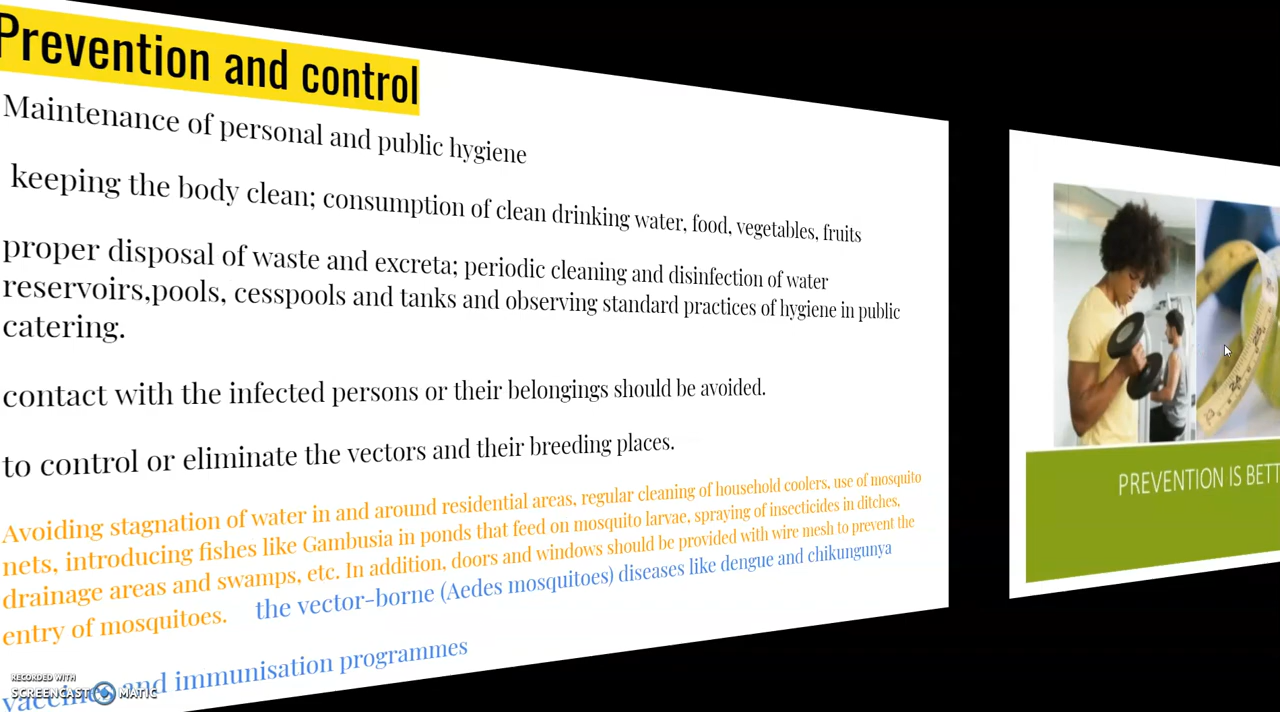 Prevention and control
Maintenance of personal and public hygiene
keeping the body clean; consumption of clean drinking water, food, vegetables, fruits
proper disposal of waste and excreta; periodic cleaning and disinfection of water
reservoirs,pools, cesspools and tanks and observing standard practices of hygiene in public
catering.
contact with the infected persons or their belongings should be avoided.
to control or eliminate the vectors and their breeding places.
Avoiding stagnation of water in and around residential areas, regular cleaning of household coolers, use of mosquito
nets, introducing fishes like Gambusia in ponds that feed on mosquito larvae, spraying of insecticides in ditches,
drainage areas and swamps, etc. In addition, doors and windows should be provided with wire mesh to prevent the
entry of mosquitoes. the vector-borne (Aedes mosquitoes) diseases like dengue and chikungunya
and immunisation programmes
PREVENTION IS BETT
24
RECORDED WITH
SCREENCAST MATIC